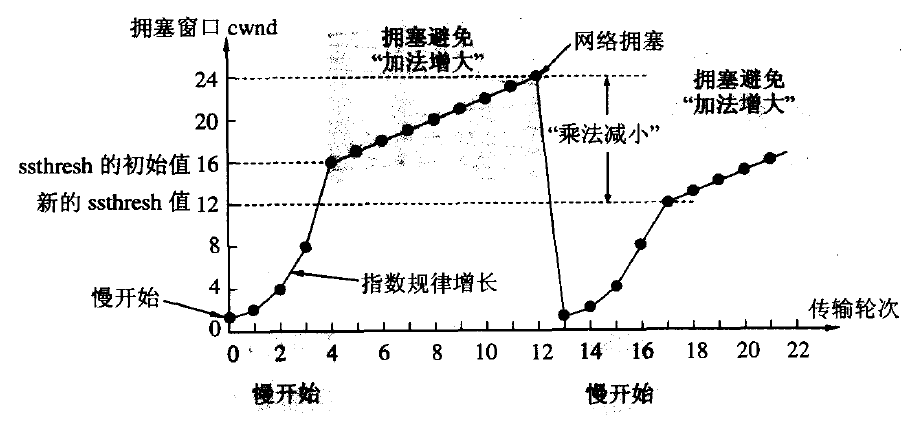 拥塞窗口 cwnd
拥塞避免
“加法增大”
网络拥塞
拥塞避免
“加法增大”
24
20
“乘法减小”
ssthresh 的初始值 16
新的 ssthresh 值 12
8
4
指数规律增长
慢开始
0
传输轮次
0 2 4 6 8 10 12 14 16 18 20 22
慢开始
慢开始